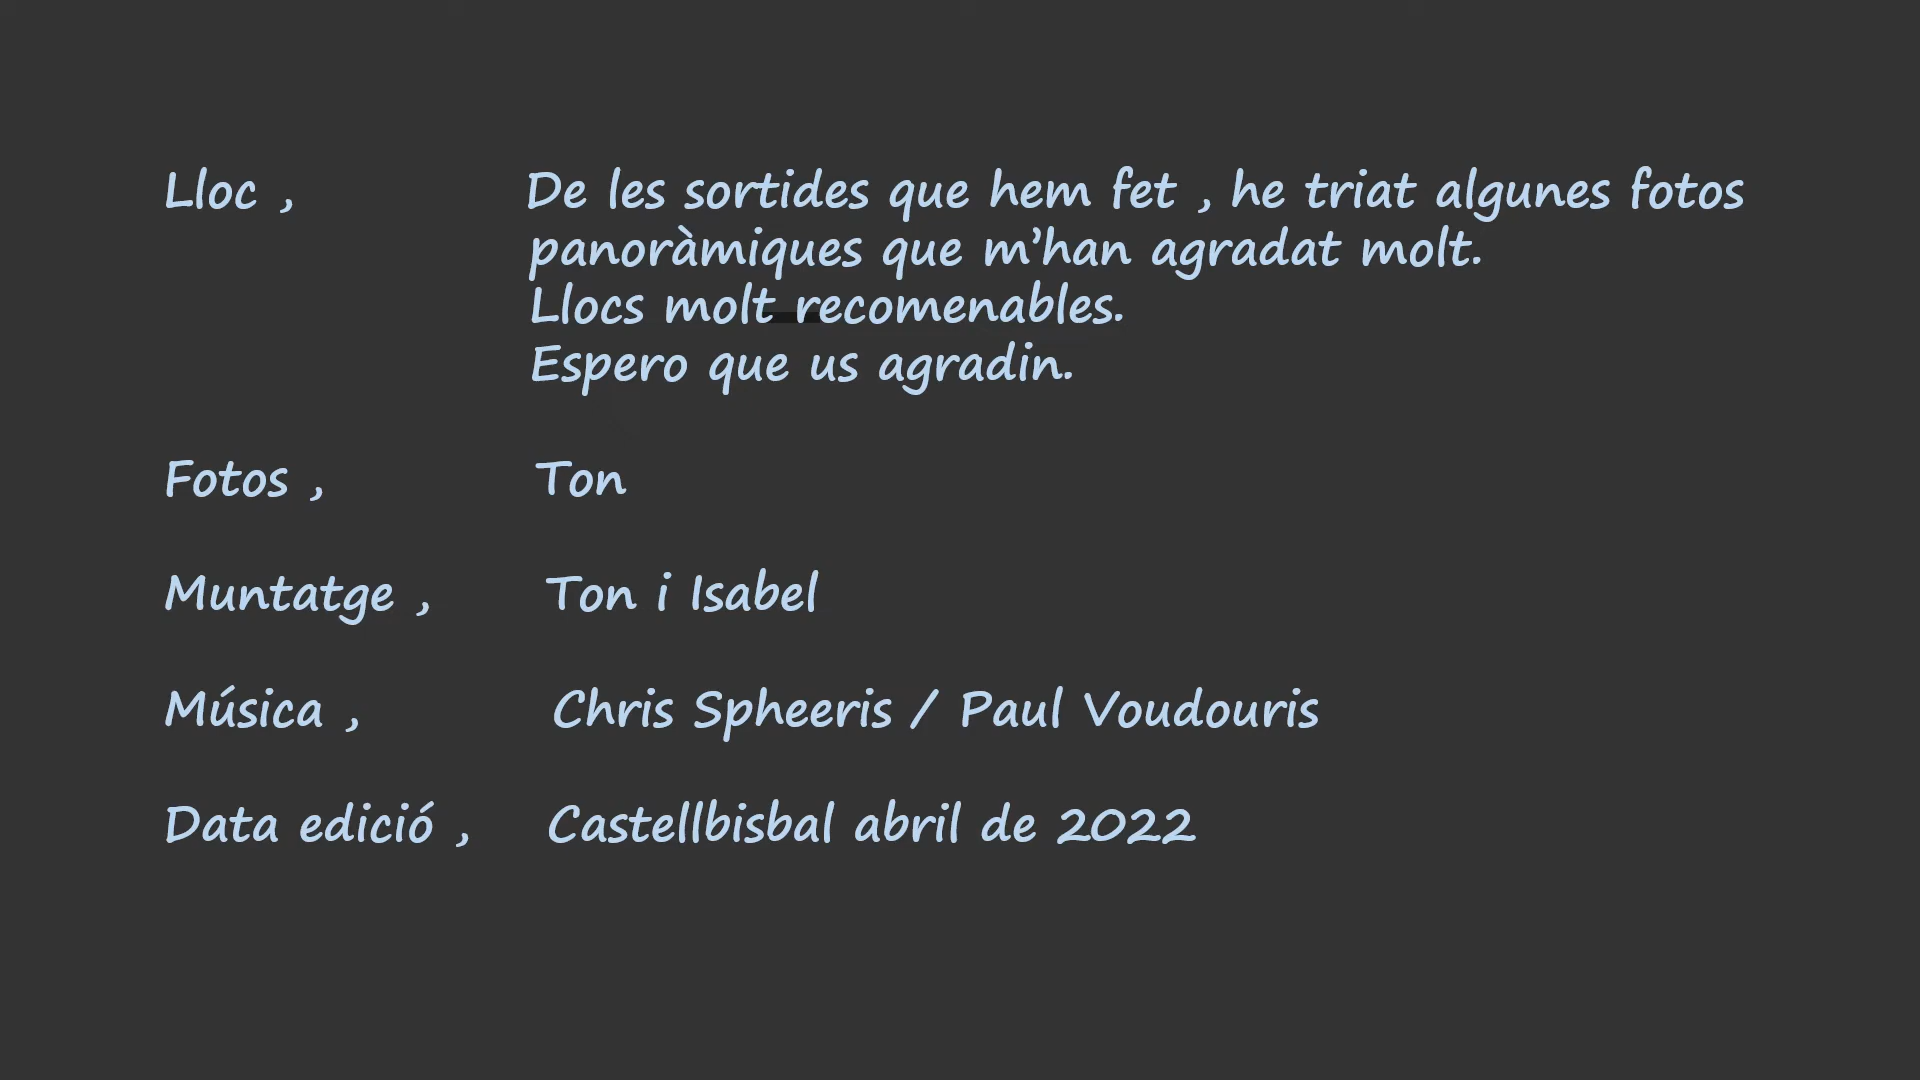 Lloc , De les sortides que hem fet , he triat algunes fotos
panoràmiques que m’han agradat molt.
Llocs molt recomenables.
Espero que us agradin.
Fotos , Ton
Muntatge , Ton i Isabel
Música , Chris Spheeris / Paul Voudouris
Data edició , Castellbisbal abril de 2022